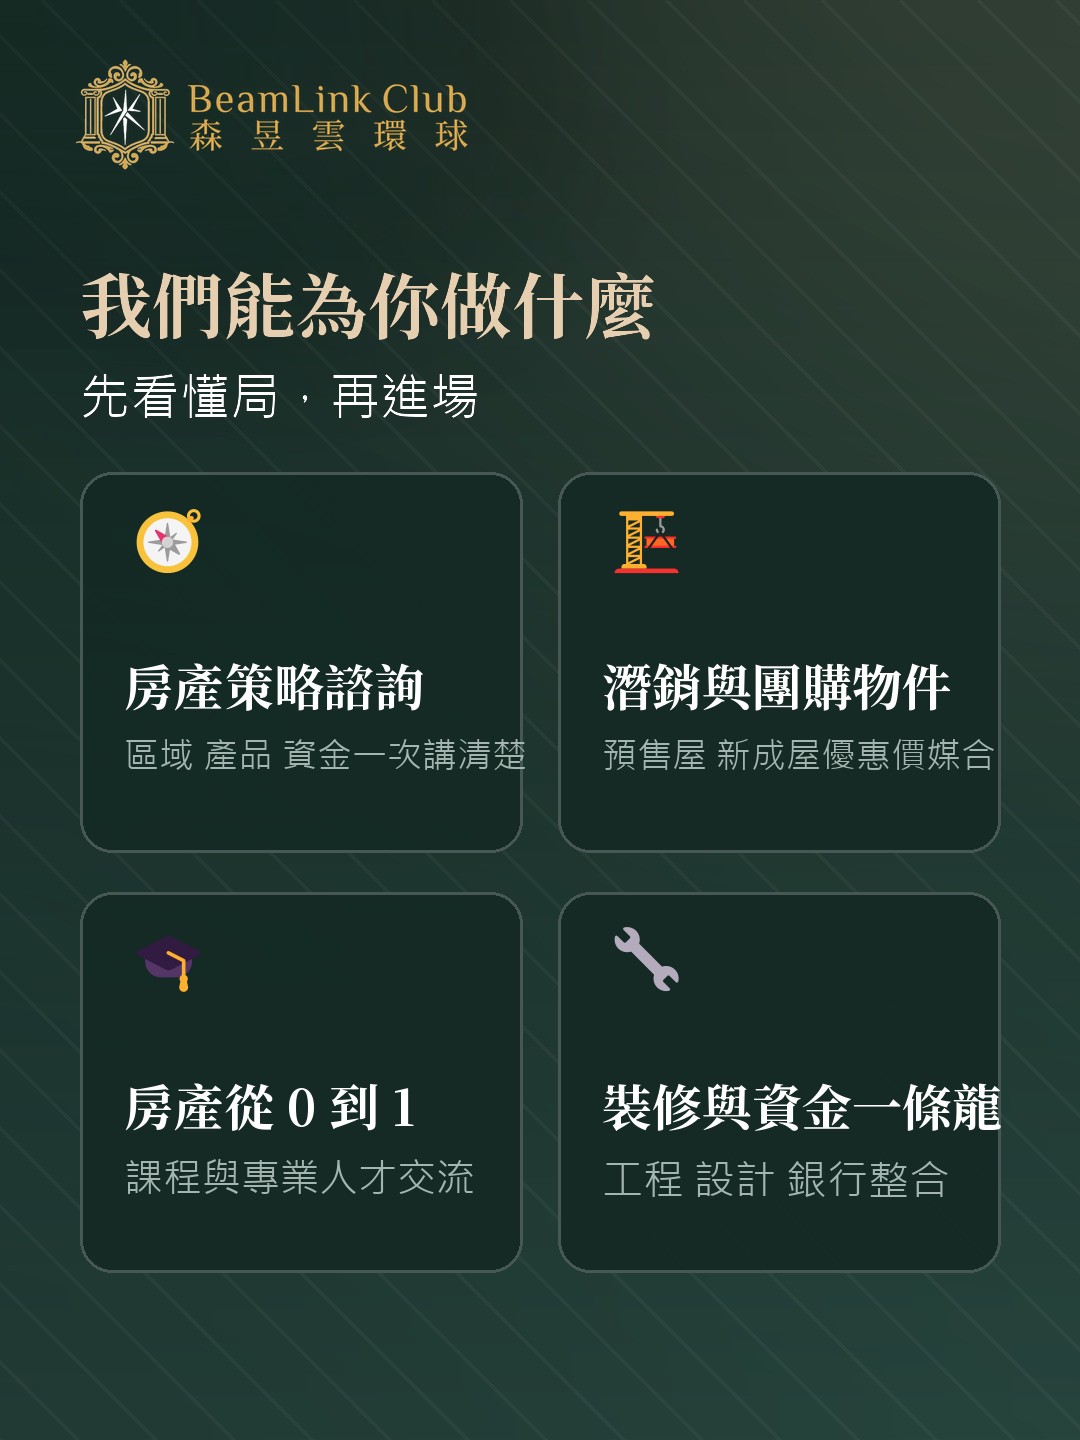 BeamLink Club
森昱雲環球
我們能為你做什麼
先看懂局，再進場
房產策略諮詢
區域 產品 資金一次講清楚
潛銷與團購物件
預售屋 新成屋優惠價媒合
房產從 0 到 1
課程與專業人才交流
裝修與資金一條龍
工程 設計 銀行整合